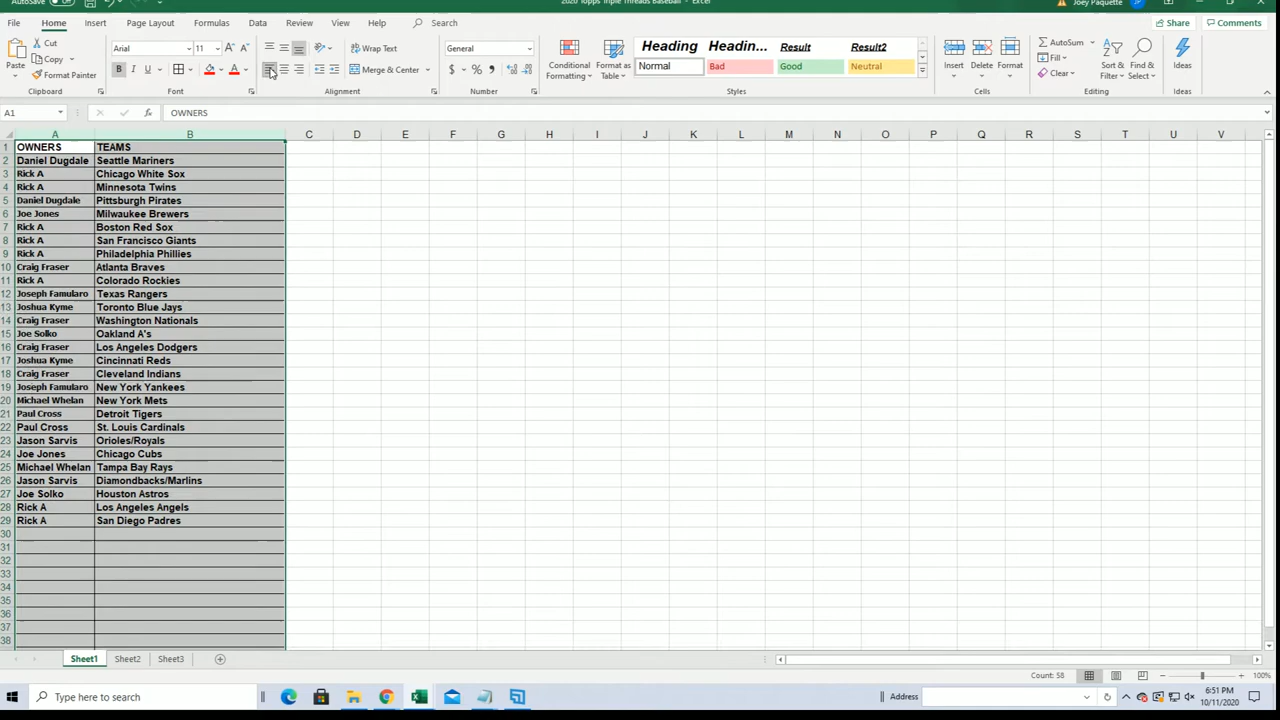 AutoSave Off 2020 Topps Triple Threads Baseball - Excel Joey Paquette JP
File Home Insert Page Layout Formulas Data Review View Help Search Share Comments
Paste Cut Copy Format Painter Clipboard
Arial 11 Font
Wrap Text Merge & Center Alignment
General Number
Conditional Formatting Format as Table
Heading Headin... Result Result2
Normal Bad Good Neutral
Styles
Insert Delete Format Cells
AutoSum Fill Clear Sort & Filter Find & Select Editing
Ideas Ideas
A1 fx OWNERS
A B C D E F G H I J K L M N O P Q R S T U V
1 OWNERS TEAMS
2 Daniel Dugdale Seattle Mariners
3 Rick A Chicago White Sox
4 Rick A Minnesota Twins
5 Daniel Dugdale Pittsburgh Pirates
6 Joe Jones Milwaukee Brewers
7 Rick A Boston Red Sox
8 Rick A San Francisco Giants
9 Rick A Philadelphia Phillies
10 Craig Fraser Atlanta Braves
11 Rick A Colorado Rockies
12 Joseph Famularo Texas Rangers
13 Joshua Kyme Toronto Blue Jays
14 Craig Fraser Washington Nationals
15 Joe Solko Oakland A's
16 Craig Fraser Los Angeles Dodgers
17 Joshua Kyme Cincinnati Reds
18 Craig Fraser Cleveland Indians
19 Joseph Famularo New York Yankees
20 Michael Whelan New York Mets
21 Paul Cross Detroit Tigers
22 Paul Cross St. Louis Cardinals
23 Jason Sarvis Orioles/Royals
24 Joe Jones Chicago Cubs
25 Michael Whelan Tampa Bay Rays
26 Jason Sarvis Diamondbacks/Marlins
27 Joe Solko Houston Astros
28 Rick A Los Angeles Angels
29 Rick A San Diego Padres
30
31
32
33
34
35
36
37
38
Sheet1 Sheet2 Sheet3
Count: 58 100%
Type here to search Address 6:51 PM
10/11/2020